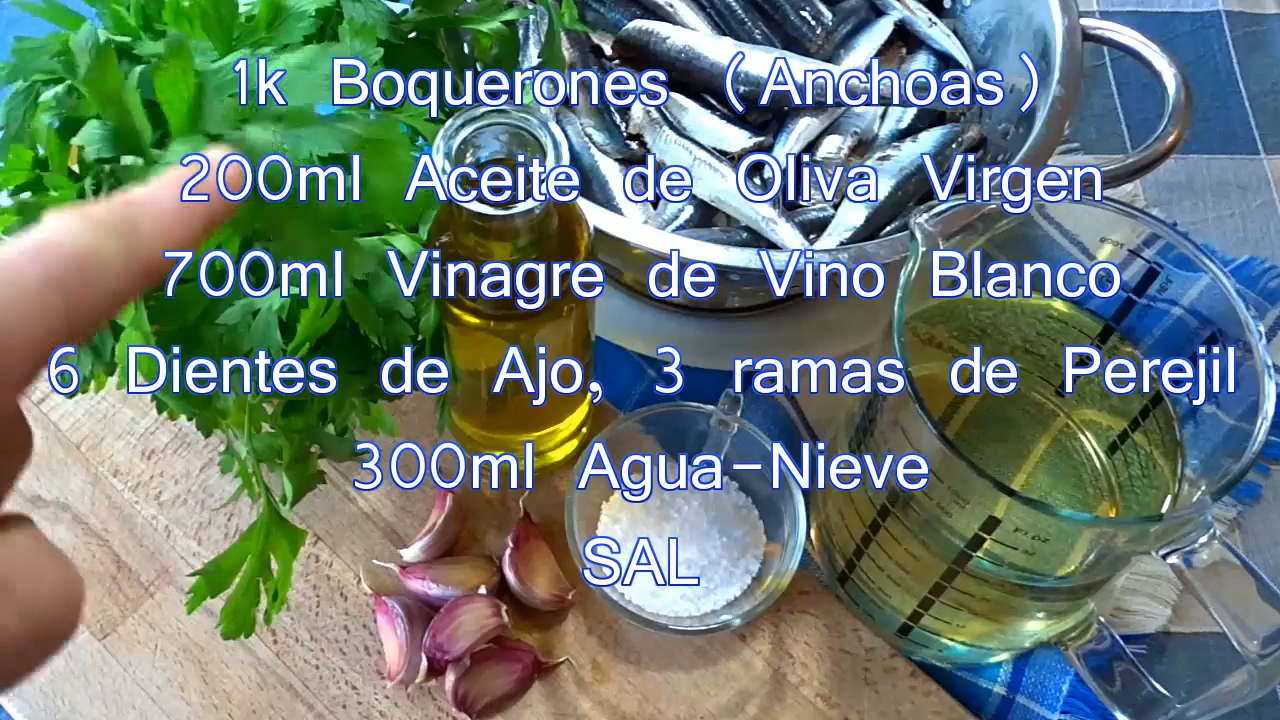 1k Boquerones (Anchoas)
200ml Aceite de Oliva Virgen
700ml Vinagre de Vino Blanco
6 Dientes de Ajo, 3 ramas de Perejil
300ml Agua-Nieve
SAL